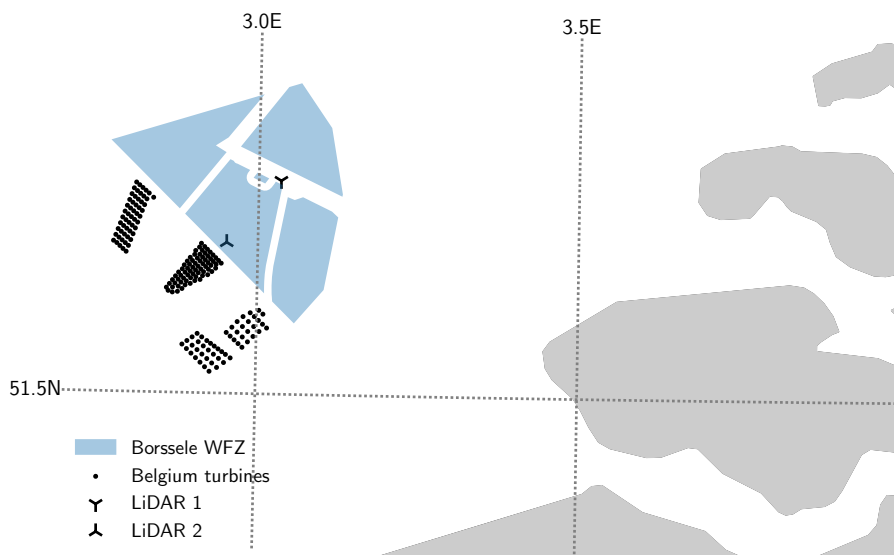 3.0E
3.5E
51.5N
Borssele WFZ
Belgium turbines
LiDAR 1
LiDAR 2